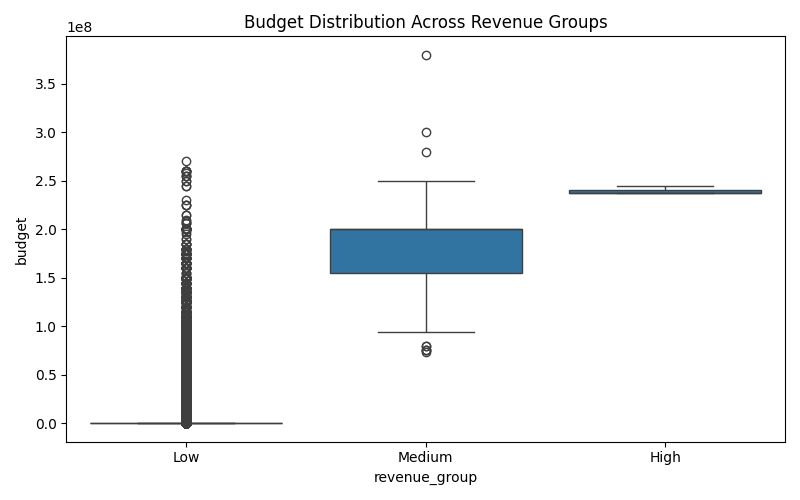 Budget Distribution Across Revenue Groups
1e8
3.5
3.0
2.5
2.0
1.5
1.0
0.5
0.0
budget
Low Medium High
revenue_group